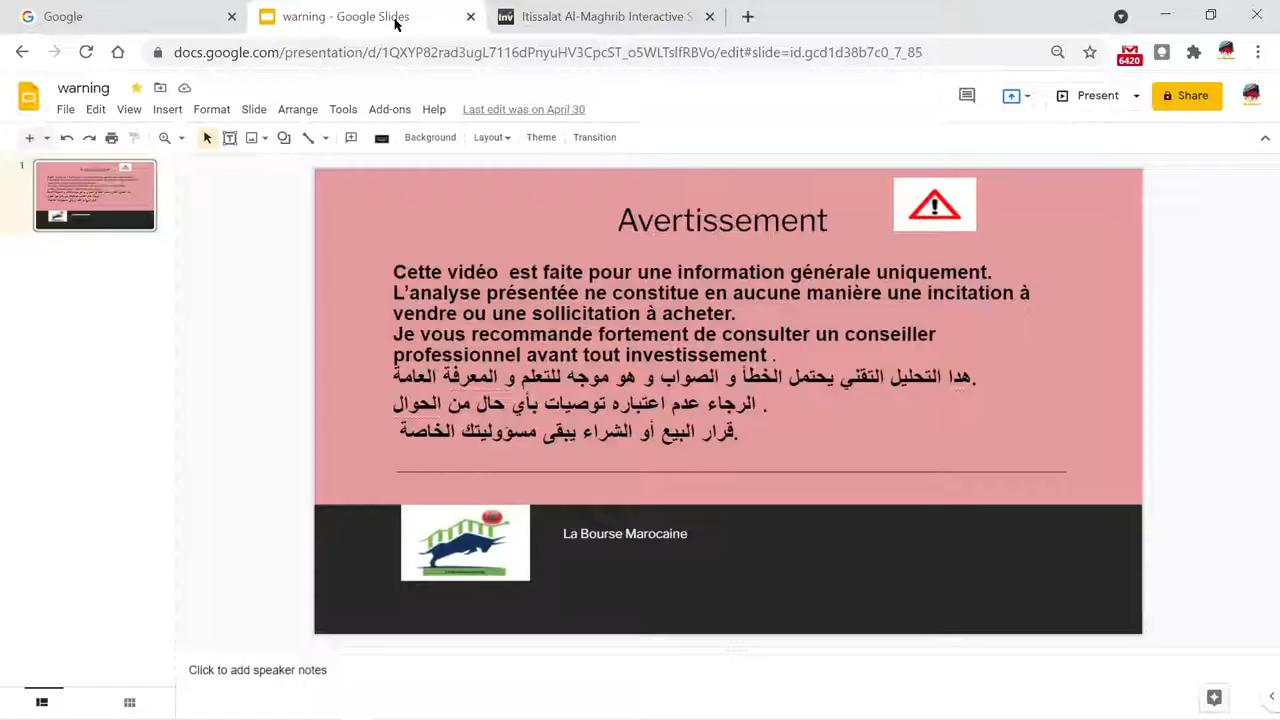 Google
warning - Google Slides
Itissalat Al-Maghrib Interactive S
docs.google.com/presentation/d/1QXYP82rad3ugL7116dPnyuHV3CpcST_o5WLTslfRBVo/edit#slide=id.gcd1d38b7c0_7_85
6420
warning
File Edit View Insert Format Slide Arrange Tools Add-ons Help Last edit was on April 30
Present
Share
Background Layout Theme Transition
1
Avertissement
Cette vidéo est faite pour une information générale uniquement.
L'analyse présentée ne constitue en aucune manière une incitation à
vendre ou une sollicitation à acheter.
Je vous recommande fortement de consulter un conseiller
professionnel avant tout investissement .
هدا التحليل التقني يحتمل الخطأ و الصواب و هو موجه للتعلم و المعرفة العامة.
الرجاء عدم اعتباره توصيات بأي حال من الحوال .
قرار البيع أو الشراء يبقى مسؤوليتك الخاصة.
La Bourse Marocaine
Click to add speaker notes